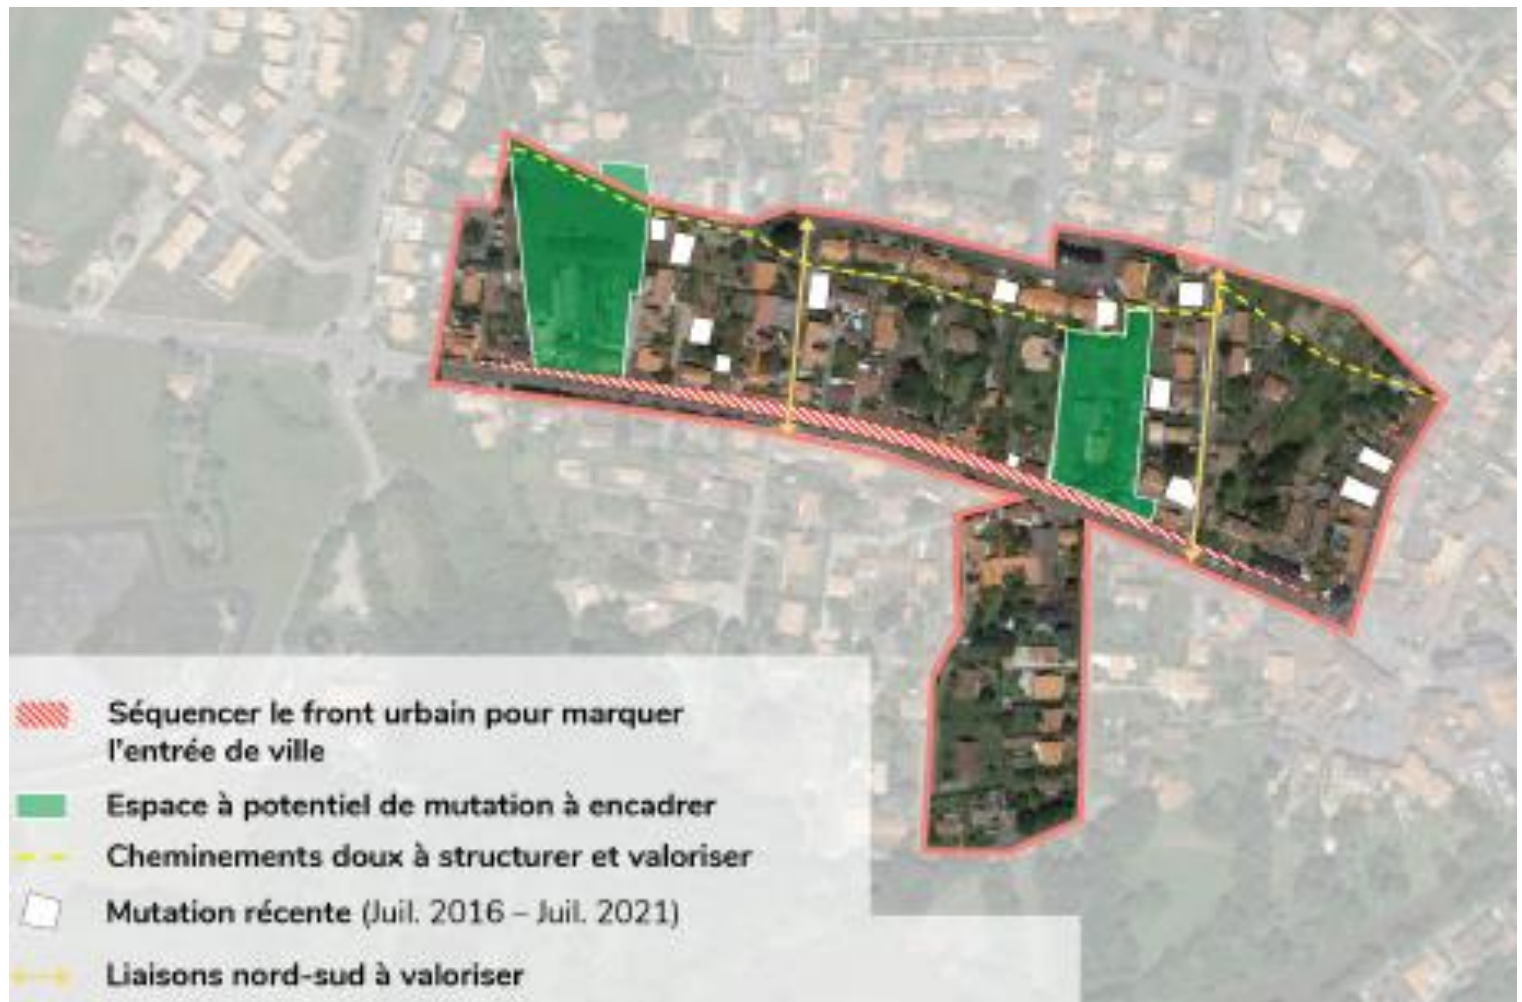 Séquencer le front urbain pour marquer
l'entrée de ville
Espace à potentiel de mutation à encadrer
Cheminements doux à structurer et valoriser
Mutation récente (Juil. 2016 – Juil. 2021)
Liaisons nord-sud à valoriser